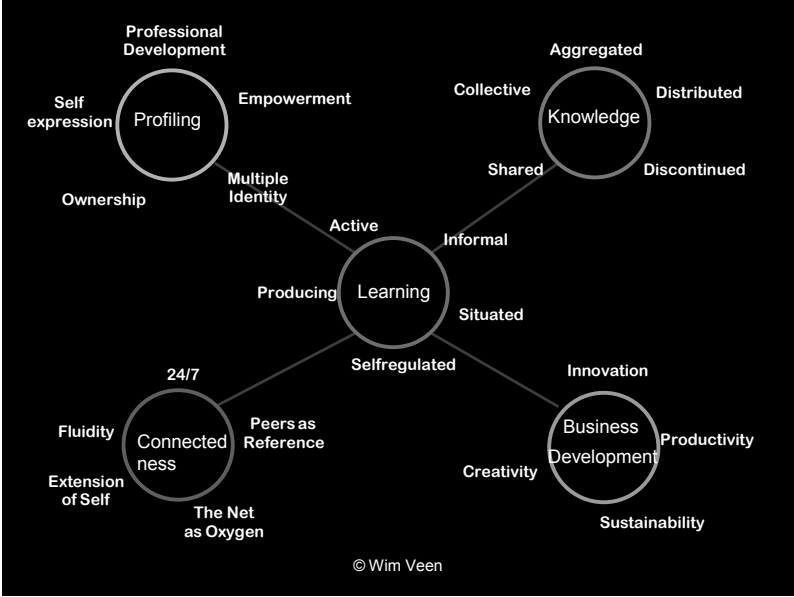 Professional
Development
Self
expression
Profiling
Empowerment
Ownership
Multiple
Identity
Aggregated
Collective
Distributed
Knowledge
Shared
Discontinued
Active
Informal
Producing
Learning
Situated
Selfregulated
24/7
Fluidity
Peers as
Reference
Connected
ness
Extension
of Self
The Net
as Oxygen
Innovation
Business
Development
Productivity
Creativity
Sustainability
© Wim Veen